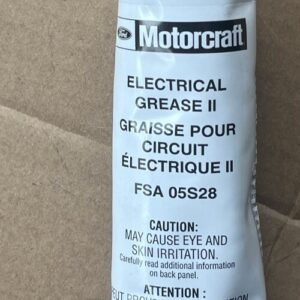 Ford Motorcraft
ELECTRICAL
GREASE II
GRAISSE POUR
CIRCUIT
ÉLECTRIQUE II
FSA 05S28
CAUTION:
MAY CAUSE EYE AND
SKIN IRRITATION.
Carefully read additional information
on back panel.
ATTENTION :